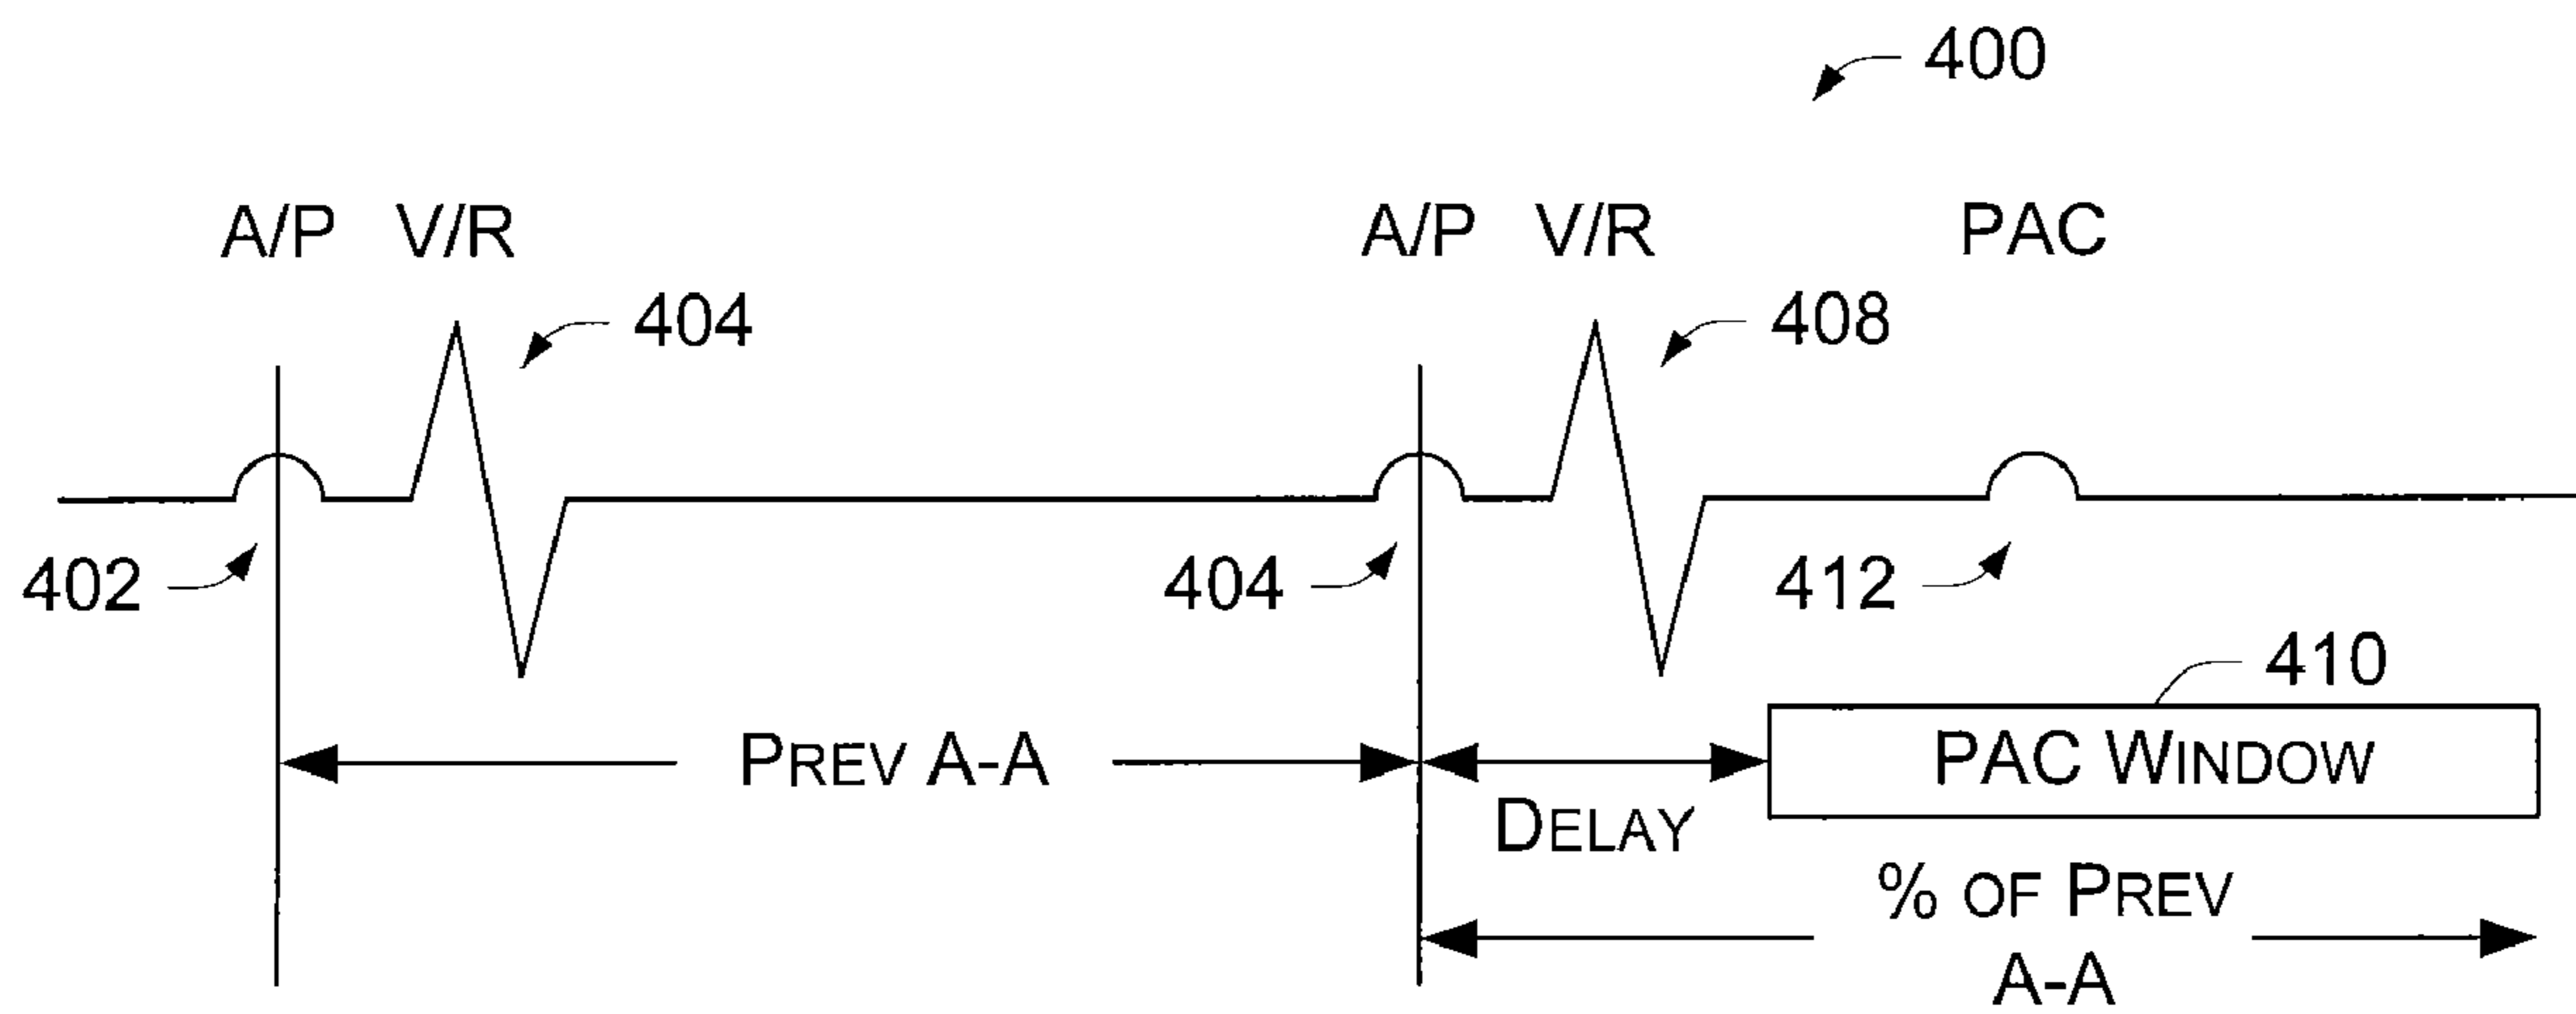 400
A/P V/R A/P V/R PAC
404 408
402 404 412
410
PREV A-A PAC WINDOW
DELAY
% OF PREV
A-A